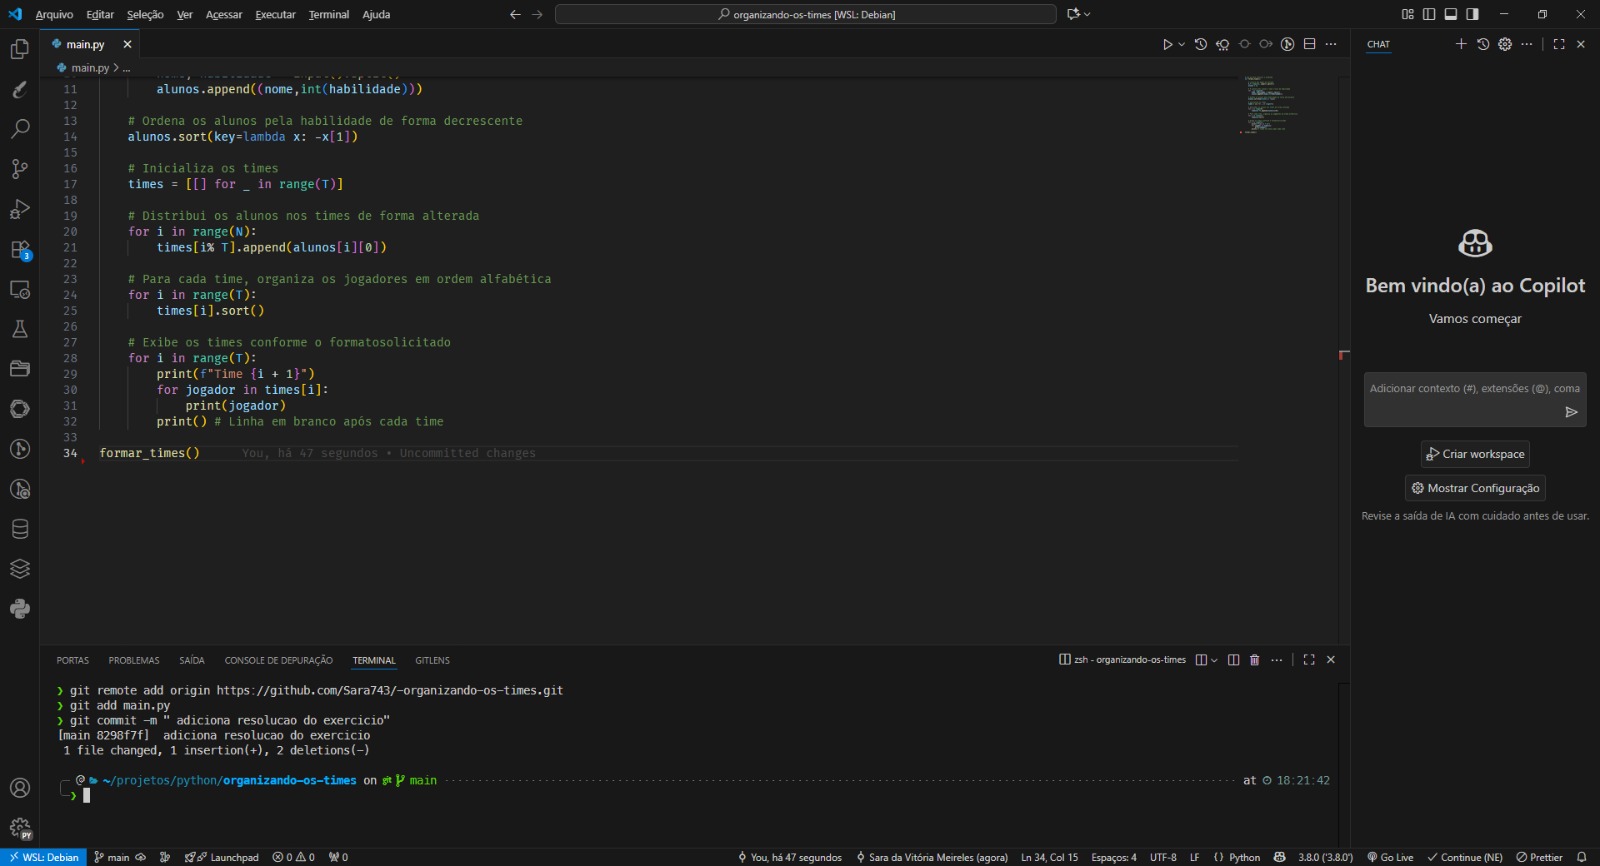 Arquivo Editar Seleção Ver Acessar Executar Terminal Ajuda
organizando-os-times [WSL: Debian]
main.py
main.py > ...
11 alunos.append((nome,int(habilidade)))
12
13 # Ordena os alunos pela habilidade de forma decrescente
14 alunos.sort(key=lambda x: -x[1])
15
16 # Inicializa os times
17 times = [[] for _ in range(T)]
18
19 # Distribui os alunos nos times de forma alterada
20 for i in range(N):
21 times[i% T].append(alunos[i][0])
22
23 # Para cada time, organiza os jogadores em ordem alfabética
24 for i in range(T):
25 times[i].sort()
26
27 # Exibe os times conforme o formatosolicitado
28 for i in range(T):
29 print(f"Time {i + 1}")
30 for jogador in times[i]:
31 print(jogador)
32 print() # Linha em branco após cada time
33
34 formar_times() You, há 47 segundos • Uncommitted changes
CHAT
Bem vindo(a) ao Copilot
Vamos começar
Adicionar contexto (#), extensões (@), coma
Criar workspace
Mostrar Configuração
Revise a saída de IA com cuidado antes de usar.
3
PORTAS PROBLEMAS SAÍDA CONSOLE DE DEPURAÇÃO TERMINAL GITLENS
zsh - organizando-os-times
❯ git remote add origin https://github.com/Sara743/-organizando-os-times.git
❯ git add main.py
❯ git commit -m " adiciona resolucao do exercicio"
[main 8298f7f]  adiciona resolucao do exercicio
1 file changed, 1 insertion(+), 2 deletions(-)
~/projetos/python/organizando-os-times on git main at 18:21:42
❯
PY
WSL: Debian main Launchpad 0 0 0 You, há 47 segundos Sara da Vitória Meireles (agora) Ln 34, Col 15 Espaços: 4 UTF-8 LF { } Python 3.8.0 ('3.8.0') Go Live Continue (NE) Prettier